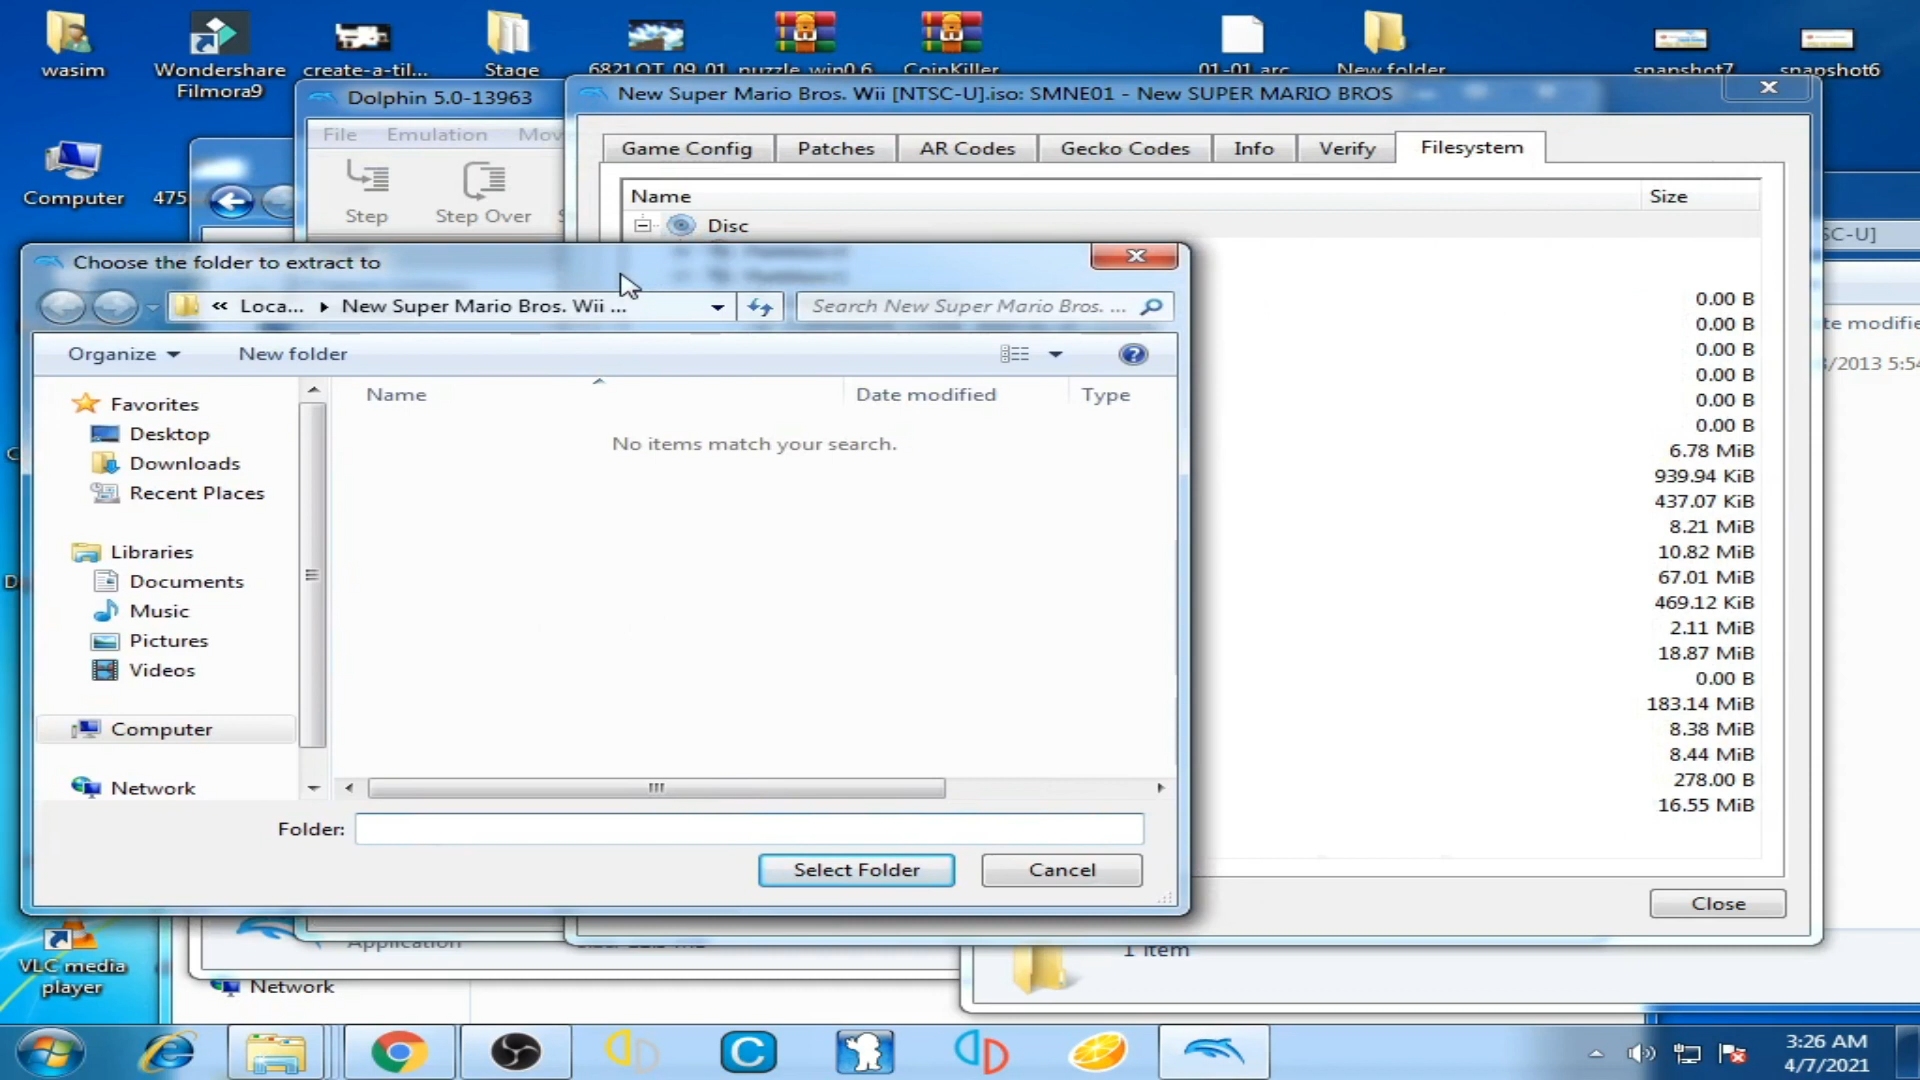 wasim
Wondershare
Filmora9
create-a-til...
Stage
6821OT_09_01_puzzle_win0.6
CoinKiller
01-01.arc
New folder
snapshot7
snapshot6
Dolphin 5.0-13963
New Super Mario Bros. Wii [NTSC-U].iso: SMNE01 - New SUPER MARIO BROS
File Emulation Mov
Game Config Patches AR Codes Gecko Codes Info Verify Filesystem
Computer
475
Step
Step Over
Name Size
Disc
SC-U]
Choose the folder to extract to
« Loca... New Super Mario Bros. Wii ...
Search New Super Mario Bros. ...
Organize New folder
Name Date modified Type
No items match your search.
Favorites
Desktop
Downloads
Recent Places
Libraries
Documents
Music
Pictures
Videos
Computer
Network
Folder:
Select Folder Cancel
0.00 B
0.00 B
0.00 B
0.00 B
0.00 B
0.00 B
6.78 MiB
939.94 KiB
437.07 KiB
8.21 MiB
10.82 MiB
67.01 MiB
469.12 KiB
2.11 MiB
18.87 MiB
0.00 B
183.14 MiB
8.38 MiB
8.44 MiB
278.00 B
16.55 MiB
te modifie
/2013 5:54
Close
Application
1 item
Network
VLC media
player
3:26 AM
4/7/2021